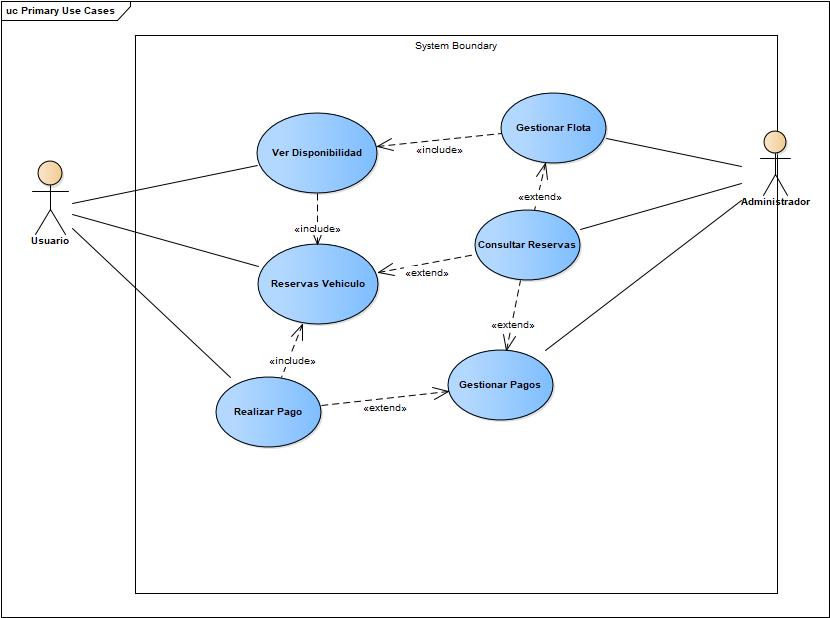 uc Primary Use Cases
System Boundary
Gestionar Flota
Ver Disponibilidad
«include»
Usuario
Administrador
«extend»
«include»
Consultar Reservas
«extend»
Reservas Vehiculo
«extend»
«include»
Gestionar Pagos
«extend»
Realizar Pago